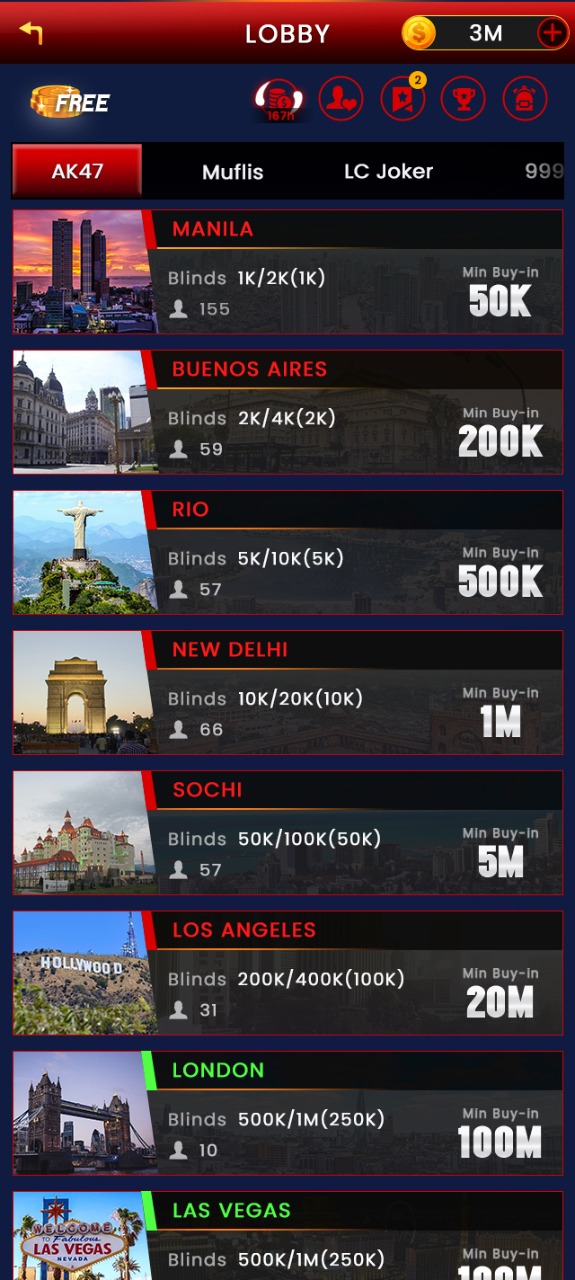 LOBBY
3M
FREE
167h
2
AK47
Muflis
LC Joker
999
MANILA
Blinds 1K/2K(1K)
Min Buy-in
50K
155
BUENOS AIRES
Blinds 2K/4K(2K)
Min Buy-in
200K
59
RIO
Blinds 5K/10K(5K)
Min Buy-in
500K
57
NEW DELHI
Blinds 10K/20K(10K)
Min Buy-in
1M
66
SOCHI
Blinds 50K/100K(50K)
Min Buy-in
5M
57
HOLLYWOOD
LOS ANGELES
Blinds 200K/400K(100K)
Min Buy-in
20M
31
LONDON
Blinds 500K/1M(250K)
Min Buy-in
100M
10
WELCOME
To Fabulous
LAS VEGAS
NEVADA
LAS VEGAS
Blinds 500K/1M(250K)
Min Buy-in
100M